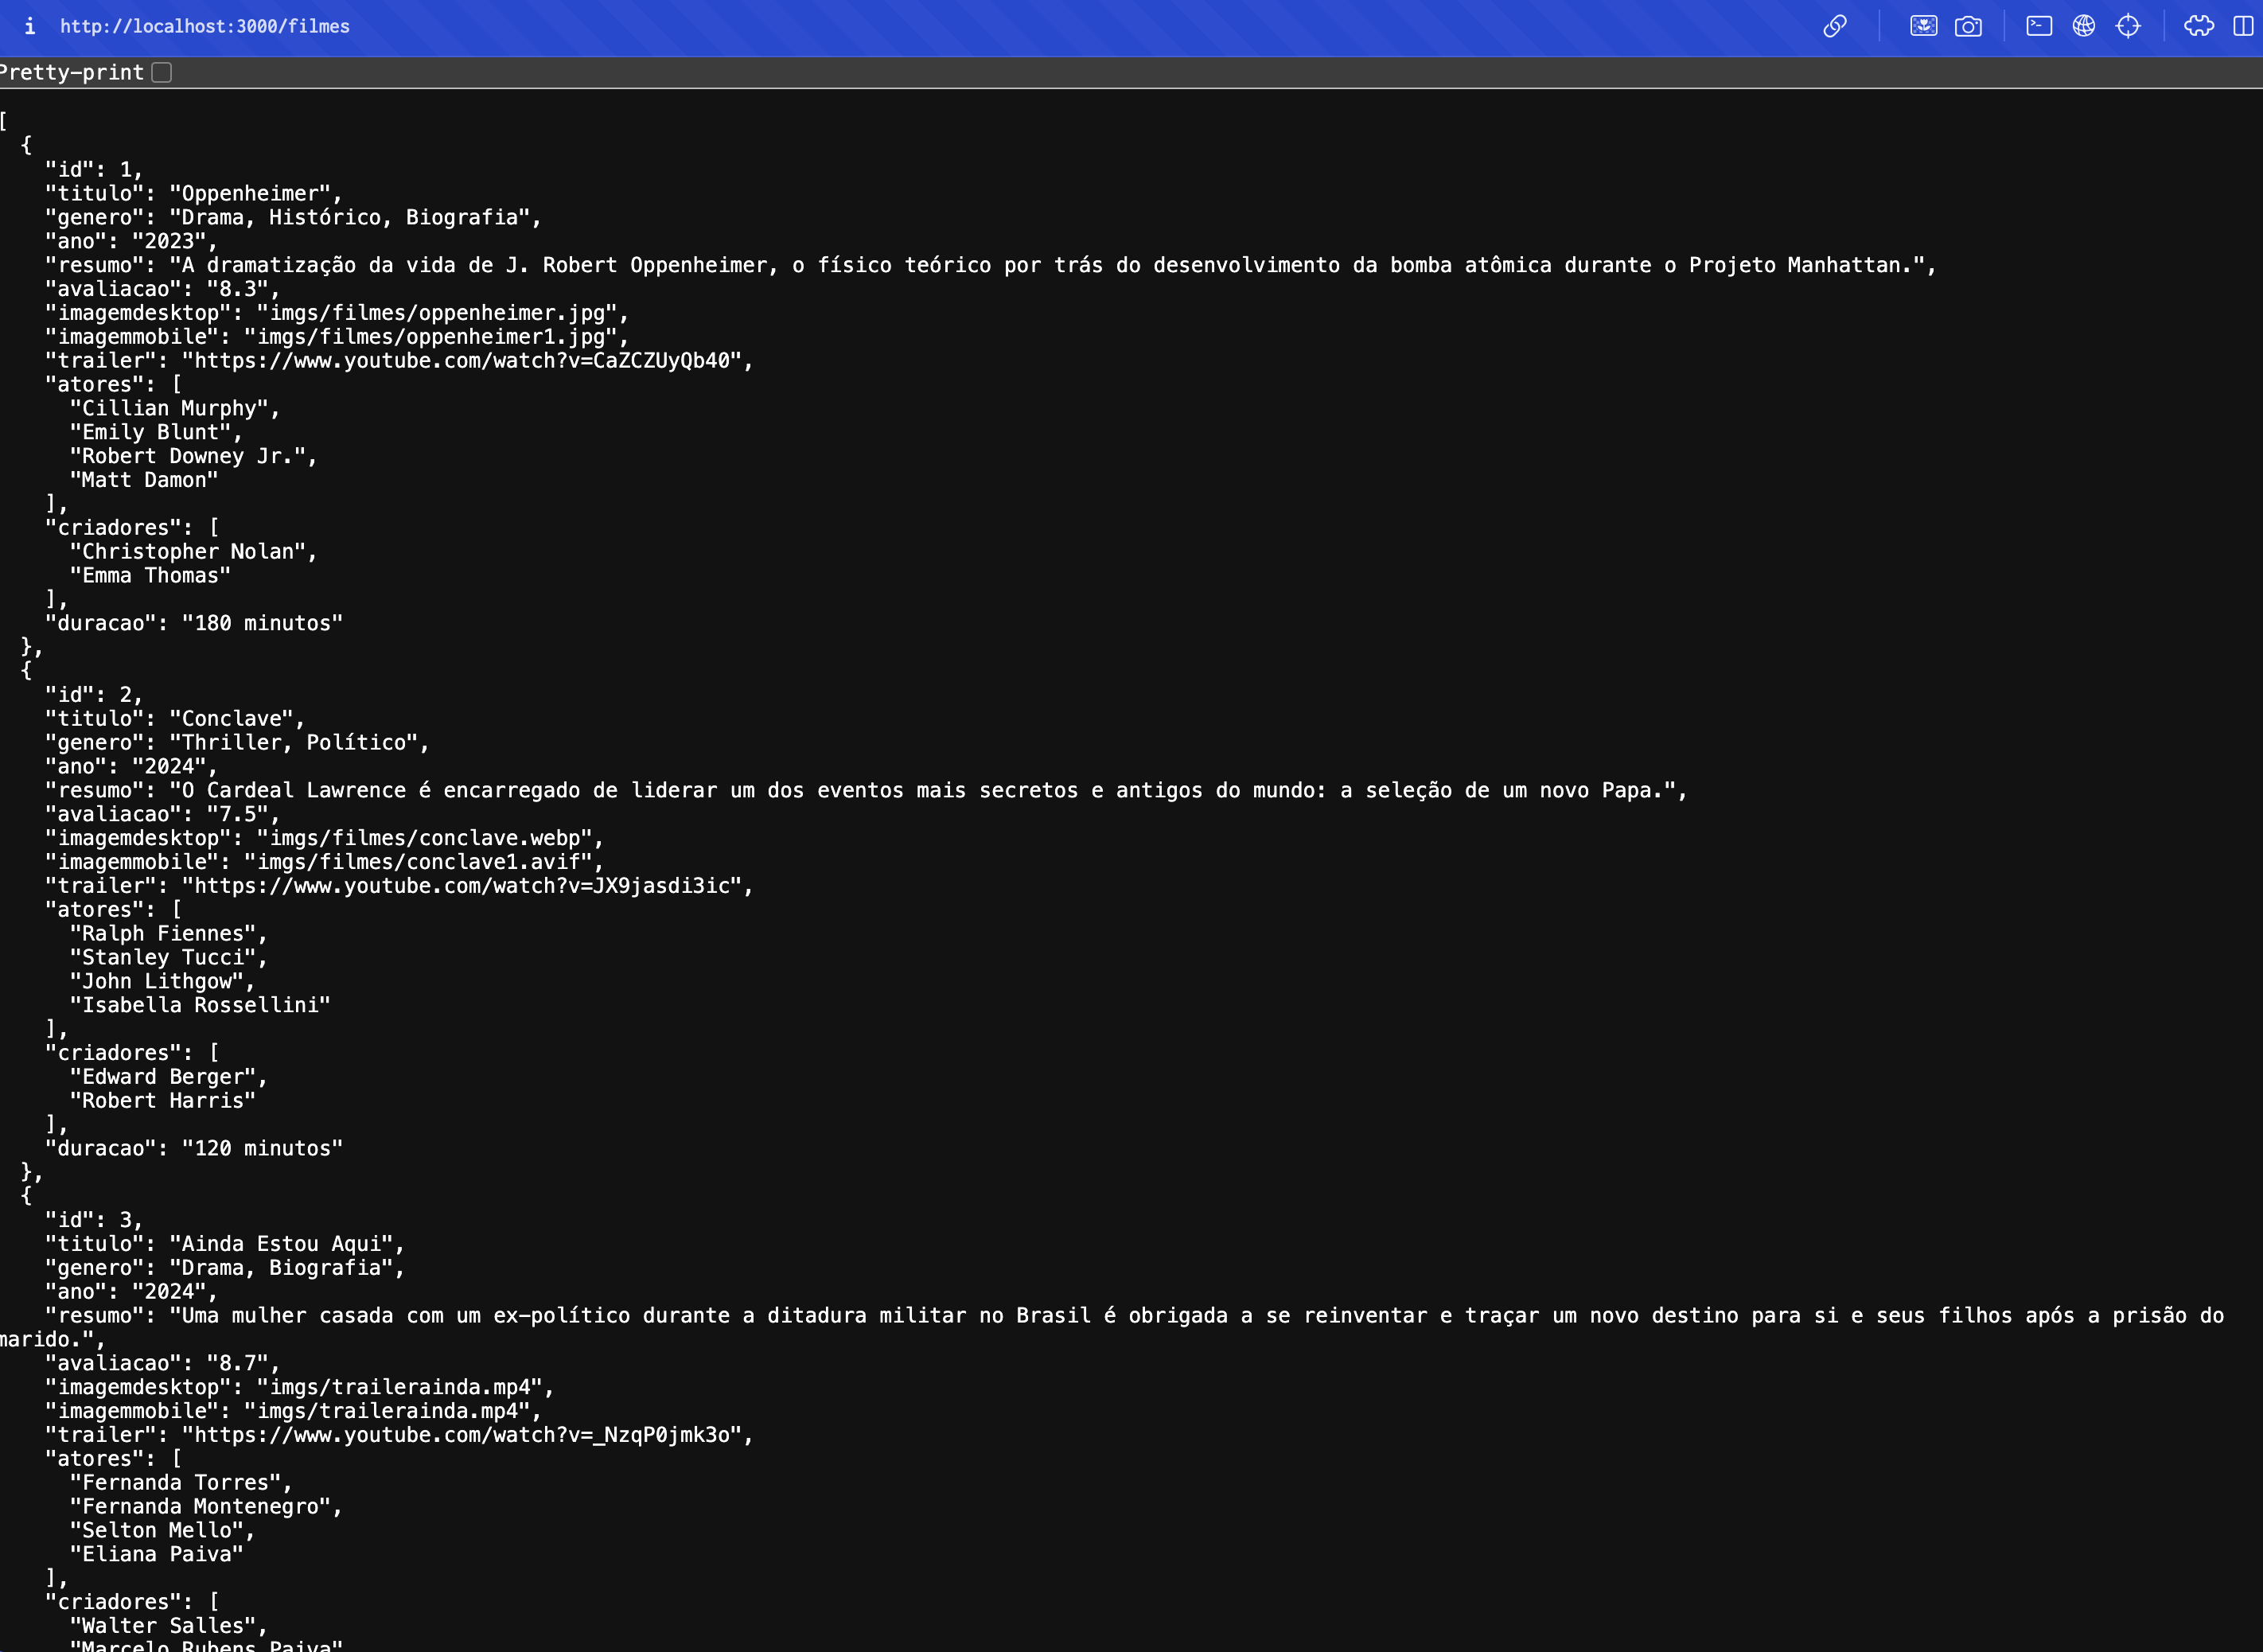 http://localhost:3000/filmes
Pretty-print
[
  {
    "id": 1,
    "titulo": "Oppenheimer",
    "genero": "Drama, Histórico, Biografia",
    "ano": "2023",
    "resumo": "A dramatização da vida de J. Robert Oppenheimer, o físico teórico por trás do desenvolvimento da bomba atômica durante o Projeto Manhattan.",
    "avaliacao": "8.3",
    "imagemdesktop": "imgs/filmes/oppenheimer.jpg",
    "imagemmobile": "imgs/filmes/oppenheimer1.jpg",
    "trailer": "https://www.youtube.com/watch?v=CaZCZUyQb40",
    "atores": [
      "Cillian Murphy",
      "Emily Blunt",
      "Robert Downey Jr.",
      "Matt Damon"
    ],
    "criadores": [
      "Christopher Nolan",
      "Emma Thomas"
    ],
    "duracao": "180 minutos"
  },
  {
    "id": 2,
    "titulo": "Conclave",
    "genero": "Thriller, Político",
    "ano": "2024",
    "resumo": "O Cardeal Lawrence é encarregado de liderar um dos eventos mais secretos e antigos do mundo: a seleção de um novo Papa.",
    "avaliacao": "7.5",
    "imagemdesktop": "imgs/filmes/conclave.webp",
    "imagemmobile": "imgs/filmes/conclave1.avif",
    "trailer": "https://www.youtube.com/watch?v=JX9jasdi3ic",
    "atores": [
      "Ralph Fiennes",
      "Stanley Tucci",
      "John Lithgow",
      "Isabella Rossellini"
    ],
    "criadores": [
      "Edward Berger",
      "Robert Harris"
    ],
    "duracao": "120 minutos"
  },
  {
    "id": 3,
    "titulo": "Ainda Estou Aqui",
    "genero": "Drama, Biografia",
    "ano": "2024",
    "resumo": "Uma mulher casada com um ex-político durante a ditadura militar no Brasil é obrigada a se reinventar e traçar um novo destino para si e seus filhos após a prisão do
marido.",
    "avaliacao": "8.7",
    "imagemdesktop": "imgs/trailerainda.mp4",
    "imagemmobile": "imgs/trailerainda.mp4",
    "trailer": "https://www.youtube.com/watch?v=_NzqP0jmk3o",
    "atores": [
      "Fernanda Torres",
      "Fernanda Montenegro",
      "Selton Mello",
      "Eliana Paiva"
    ],
    "criadores": [
      "Walter Salles",
      "Marcelo Rubens Paiva"